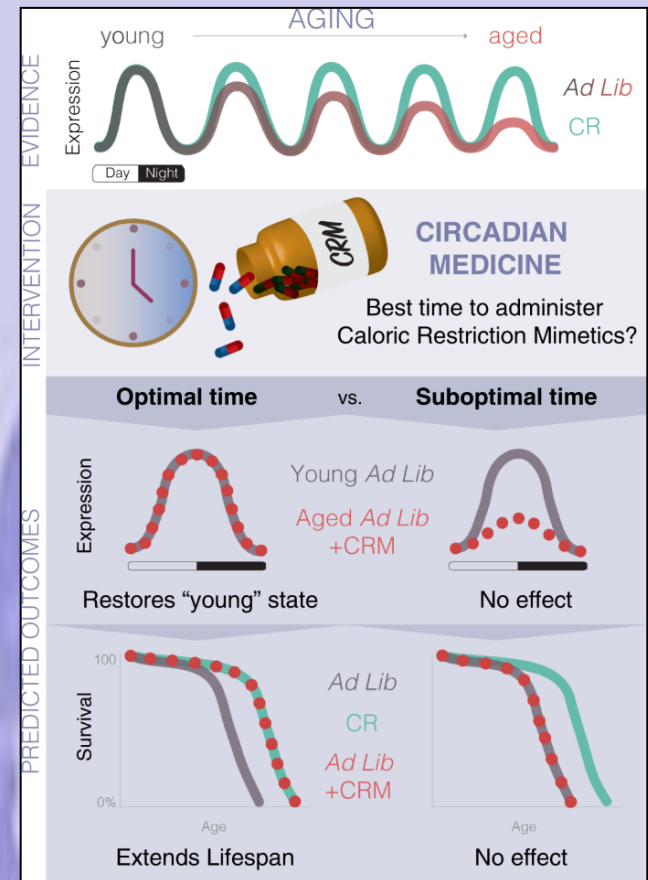 AGING
young
aged
EVIDENCE
Expression
Ad Lib
CR
Day
Night
INTERVENTION
CRM
CIRCADIAN
MEDICINE
Best time to administer
Caloric Restriction Mimetics?
Optimal time
vs.
Suboptimal time
PREDICTED OUTCOMES
Expression
Young Ad Lib
Aged Ad Lib
+CRM
Restores “young” state
No effect
100
Survival
0%
Ad Lib
CR
Ad Lib
+CRM
Age
Age
Extends Lifespan
No effect